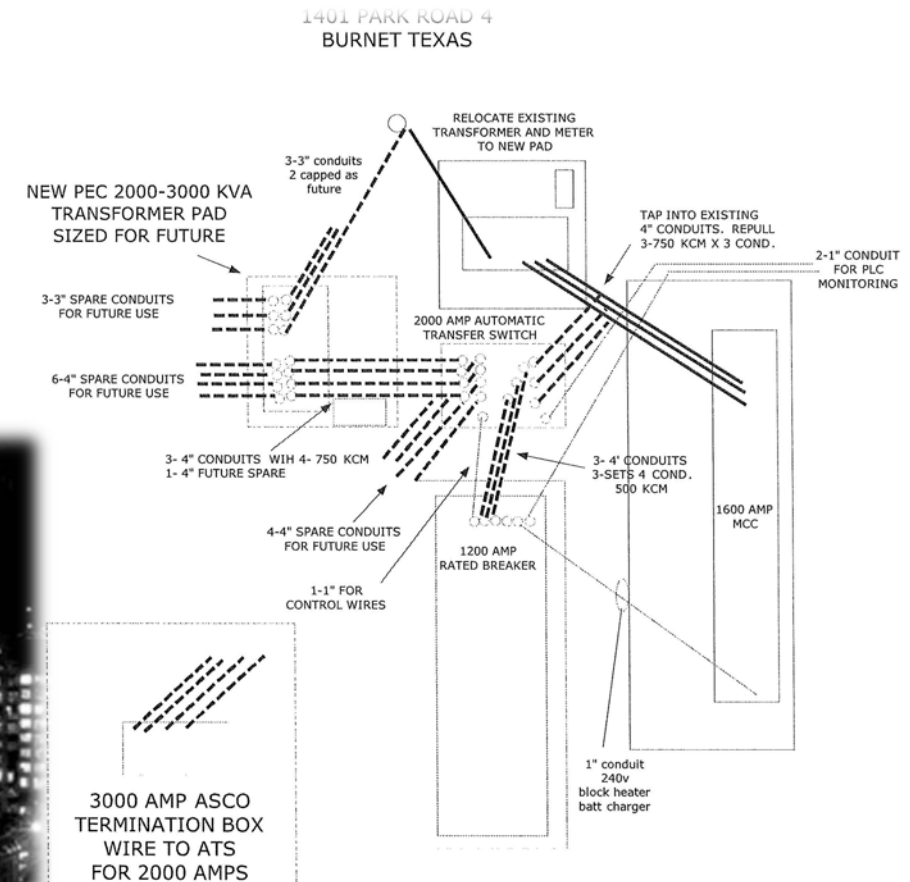 1401 PARK ROAD 4
BURNET TEXAS
RELOCATE EXISTING
TRANSFORMER AND METER
TO NEW PAD
3-3" conduits
2 capped as
future
NEW PEC 2000-3000 KVA
TRANSFORMER PAD
SIZED FOR FUTURE
TAP INTO EXISTING
4" CONDUITS. REPULL
3-750 KCM X 3 COND.
2-1" CONDUIT
FOR PLC
MONITORING
3-3" SPARE CONDUITS
FOR FUTURE USE
2000 AMP AUTOMATIC
TRANSFER SWITCH
6-4" SPARE CONDUITS
FOR FUTURE USE
3- 4" CONDUITS WIH 4- 750 KCM
1- 4" FUTURE SPARE
3- 4' CONDUITS
3-SETS 4 COND.
500 KCM
1600 AMP
MCC
4-4" SPARE CONDUITS
FOR FUTURE USE
1200 AMP
RATED BREAKER
1-1" FOR
CONTROL WIRES
1" conduit
240v
block heater
batt charger
3000 AMP ASCO
TERMINATION BOX
WIRE TO ATS
FOR 2000 AMPS